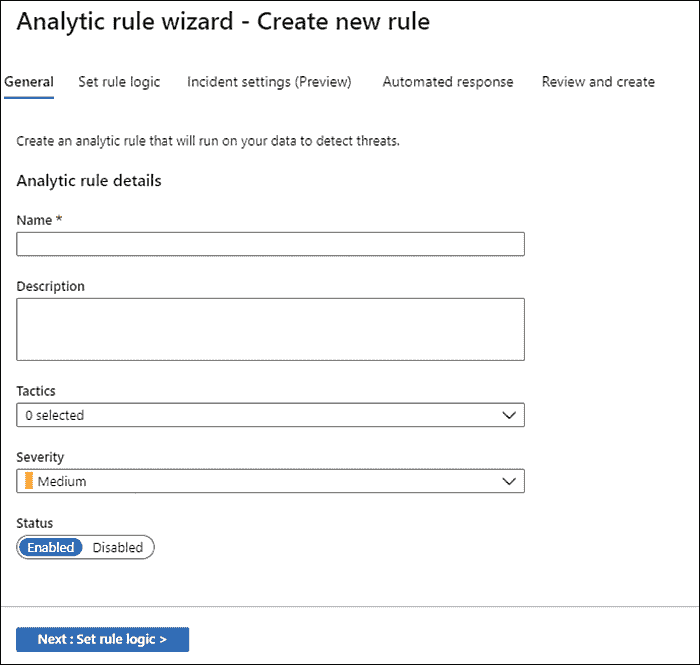 Analytic rule wizard - Create new rule
General Set rule logic Incident settings (Preview) Automated response Review and create
Create an analytic rule that will run on your data to detect threats.
Analytic rule details
Name *
Description
Tactics
0 selected
Severity
Medium
Status
Enabled Disabled
Next : Set rule logic >